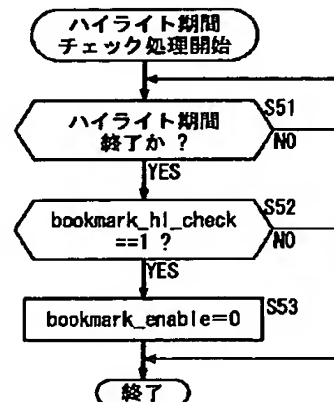 ハイライト期間
チェック処理開始
S51
ハイライト期間
終了か ?
NO
YES
S52
bookmark_hl_check
==1 ?
NO
YES
S53
bookmark_enable=0
終了